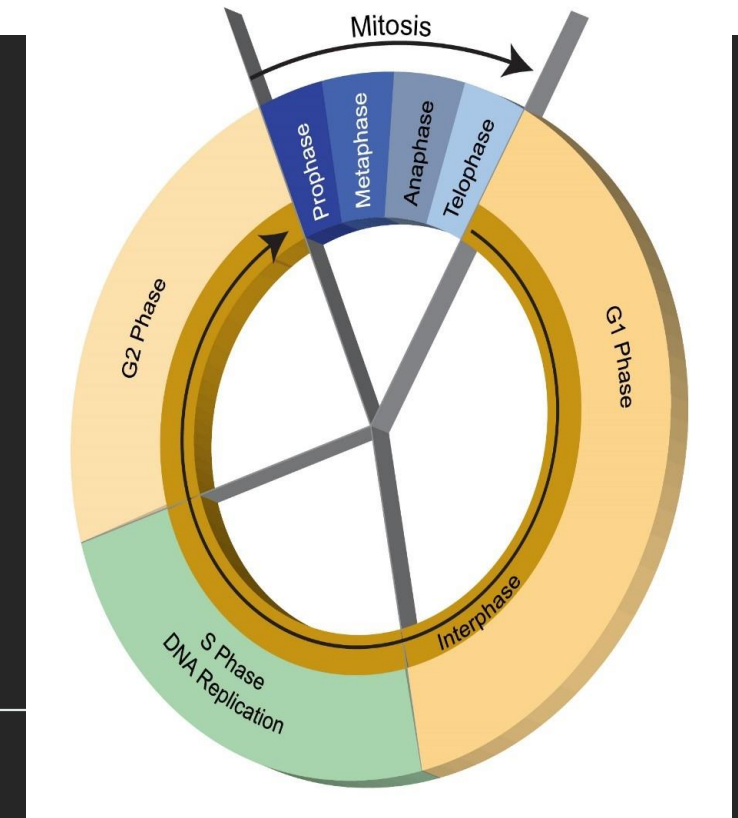 Mitosis
Prophase
Metaphase
Anaphase
Telophase
G1 Phase
Interphase
S Phase
DNA Replication
G2 Phase